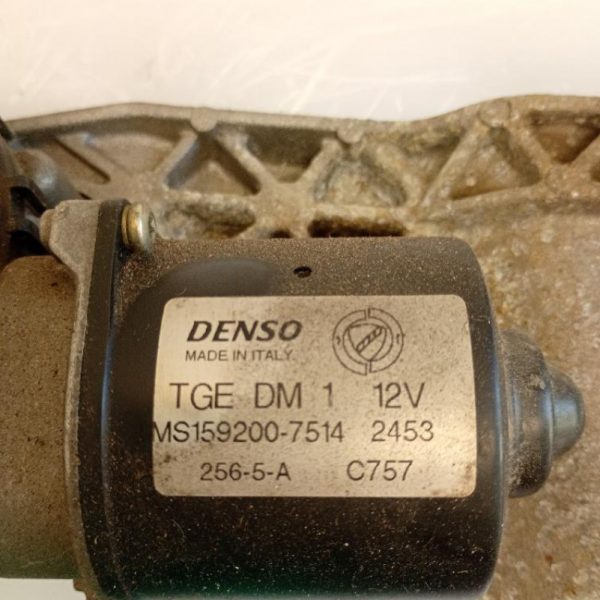 DENSO
MADE IN ITALY
TGE DM 1 12V
MS159200-7514 2453
256-5-A C757